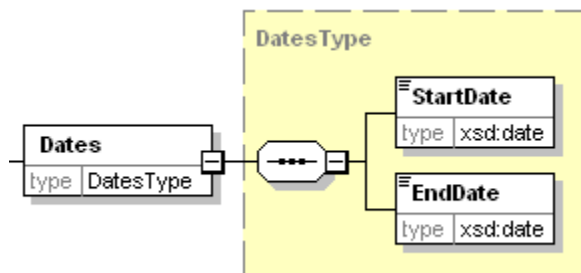 DatesType
StartDate
type xsd:date
Dates
type DatesType
EndDate
type xsd:date